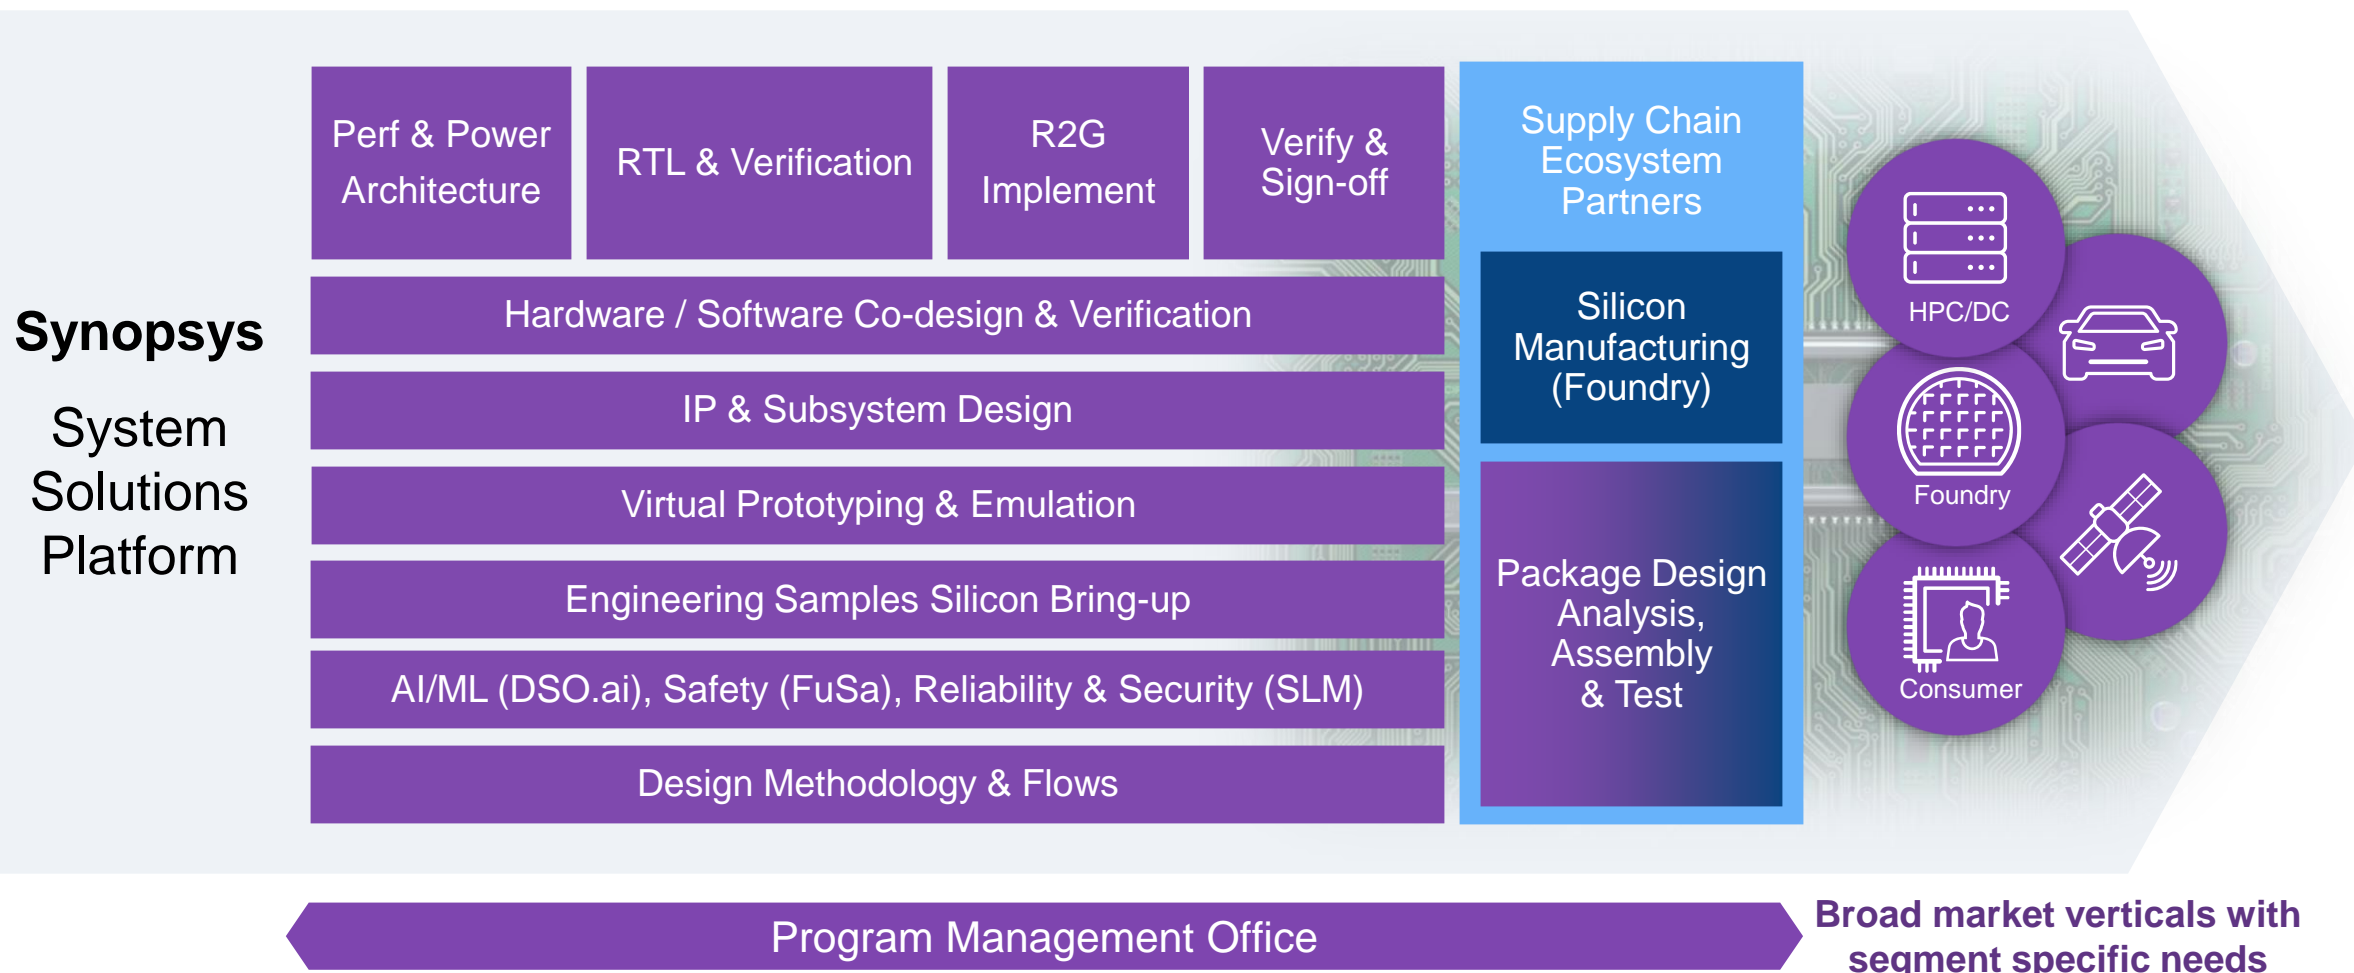 Synopsys
System
Solutions
Platform
Perf & Power
Architecture
RTL & Verification
R2G
Implement
Verify &
Sign-off
Hardware / Software Co-design & Verification
IP & Subsystem Design
Virtual Prototyping & Emulation
Engineering Samples Silicon Bring-up
AI/ML (DSO.ai), Safety (FuSa), Reliability & Security (SLM)
Design Methodology & Flows
Supply Chain
Ecosystem
Partners
Silicon
Manufacturing
(Foundry)
Package Design
Analysis,
Assembly
& Test
HPC/DC
Foundry
Consumer
Program Management Office
Broad market verticals with
segment specific needs